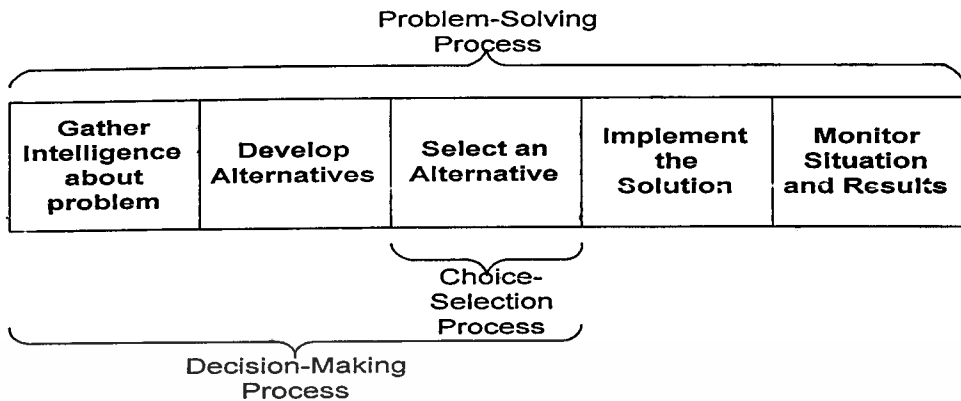 Problem-Solving
Process
Gather
Intelligence
about
problem
Develop
Alternatives
Select an
Alternative
Implement
the
Solution
Monitor
Situation
and Results
Choice-
Selection
Process
Decision-Making
Process